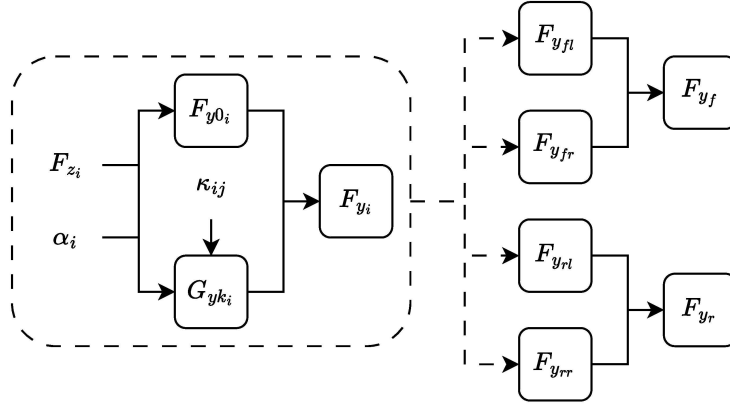 F_{y_{fl}}
F_{y0_i}
F_{y_f}
F_{z_i}
F_{y_{fr}}
κ_{ij}
F_{y_i}
α_i
F_{y_{rl}}
G_{yk_i}
F_{y_r}
F_{y_{rr}}